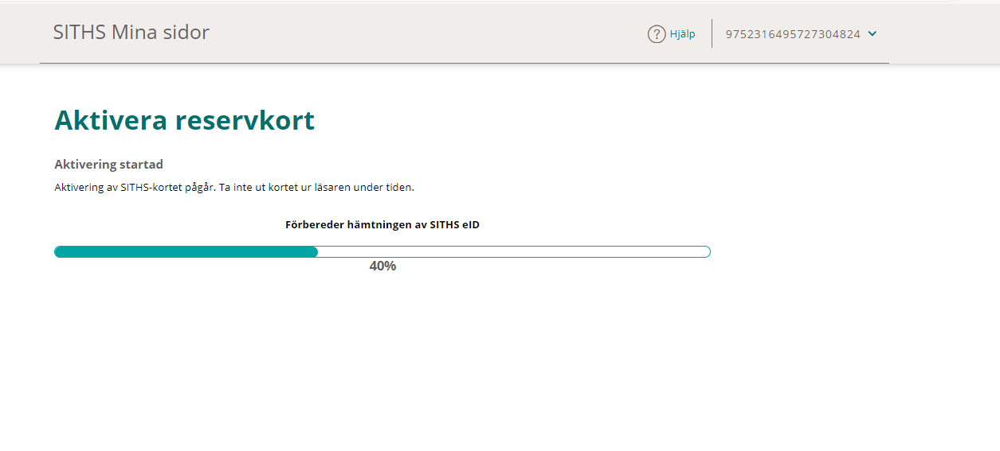 SITHS Mina sidor
? Hjälp
9752316495727304824
Aktivera reservkort
Aktivering startad
Aktivering av SITHS-kortet pågår. Ta inte ut kortet ur läsaren under tiden.
Förbereder hämtningen av SITHS eID
40%